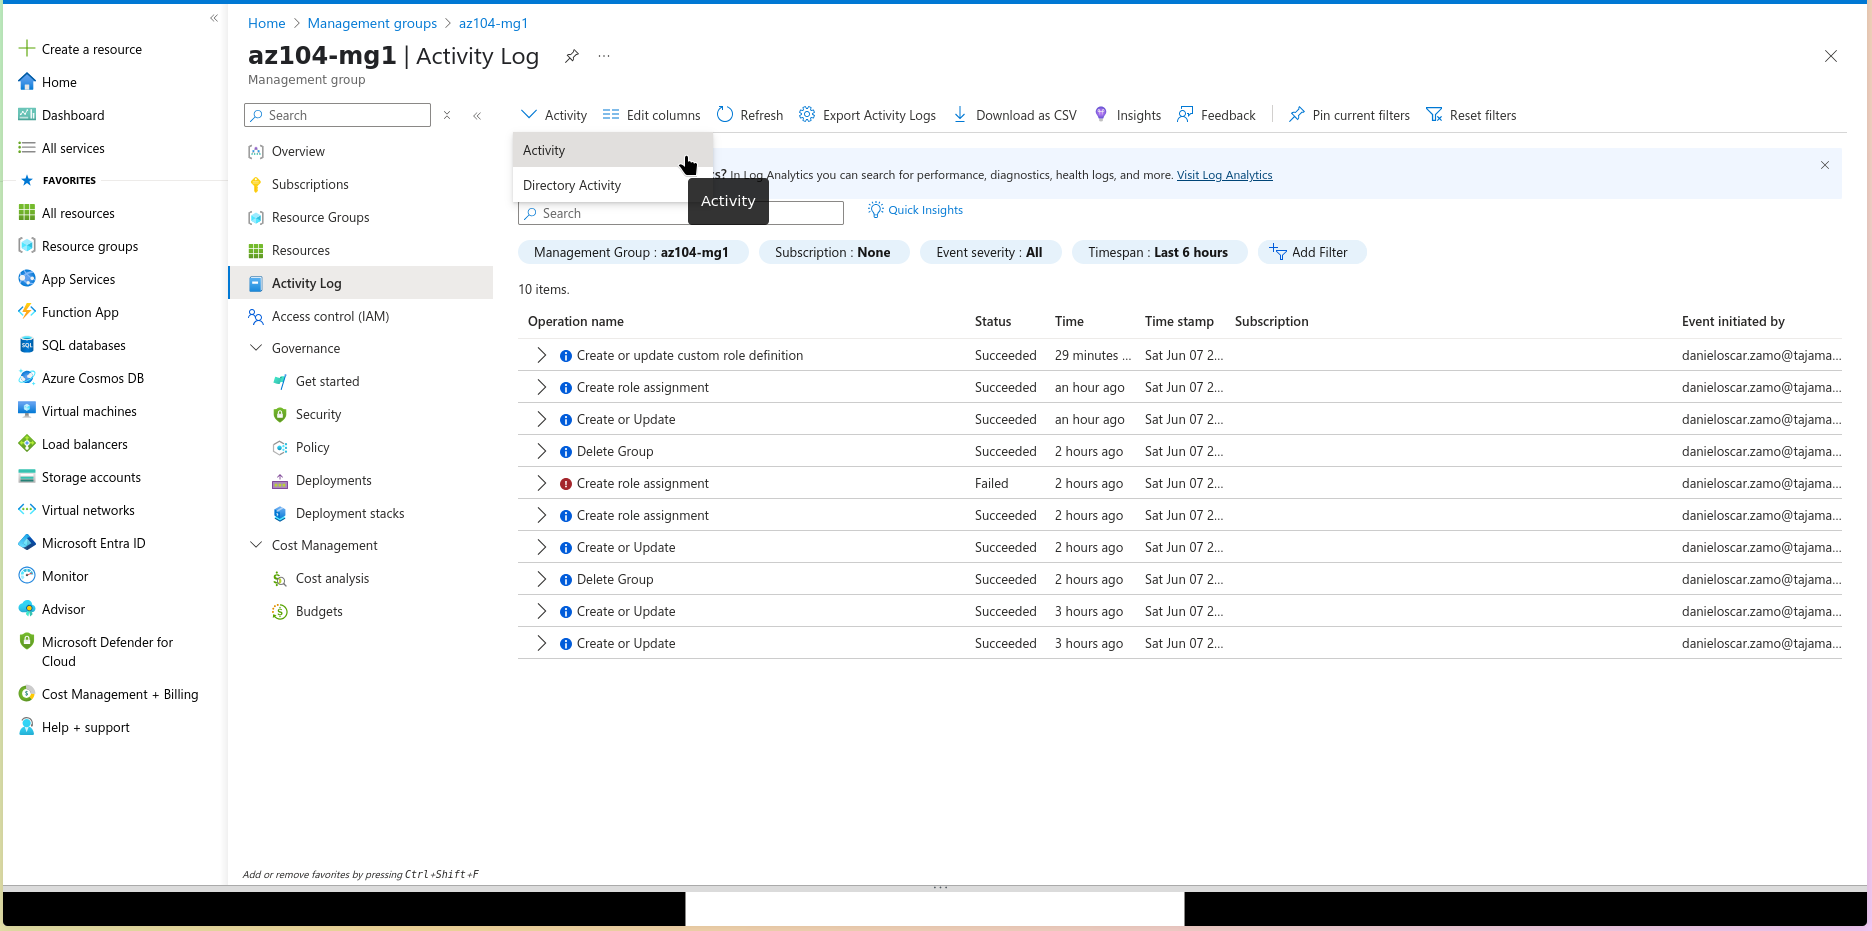 Home > Management groups > az104-mg1
az104-mg1 | Activity Log
Management group
Create a resource
Home
Dashboard
All services
FAVORITES
All resources
Resource groups
App Services
Function App
SQL databases
Azure Cosmos DB
Virtual machines
Load balancers
Storage accounts
Virtual networks
Microsoft Entra ID
Monitor
Advisor
Microsoft Defender for
Cloud
Cost Management + Billing
Help + support
Search
Overview
Subscriptions
Resource Groups
Resources
Activity Log
Access control (IAM)
Governance
Get started
Security
Policy
Deployments
Deployment stacks
Cost Management
Cost analysis
Budgets
Add or remove favorites by pressing Ctrl+Shift+F
Activity Edit columns Refresh Export Activity Logs Download as CSV Insights Feedback Pin current filters Reset filters
Activity
Directory Activity
Activity
s? In Log Analytics you can search for performance, diagnostics, health logs, and more. Visit Log Analytics
Search Quick Insights
Management Group : az104-mg1 Subscription : None Event severity : All Timespan : Last 6 hours Add Filter
10 items.
Operation name Status Time Time stamp Subscription Event initiated by
Create or update custom role definition Succeeded 29 minutes ... Sat Jun 07 2... danieloscar.zamo@tajama...
Create role assignment Succeeded an hour ago Sat Jun 07 2... danieloscar.zamo@tajama...
Create or Update Succeeded an hour ago Sat Jun 07 2... danieloscar.zamo@tajama...
Delete Group Succeeded 2 hours ago Sat Jun 07 2... danieloscar.zamo@tajama...
Create role assignment Failed 2 hours ago Sat Jun 07 2... danieloscar.zamo@tajama...
Create role assignment Succeeded 2 hours ago Sat Jun 07 2... danieloscar.zamo@tajama...
Create or Update Succeeded 2 hours ago Sat Jun 07 2... danieloscar.zamo@tajama...
Delete Group Succeeded 2 hours ago Sat Jun 07 2... danieloscar.zamo@tajama...
Create or Update Succeeded 3 hours ago Sat Jun 07 2... danieloscar.zamo@tajama...
Create or Update Succeeded 3 hours ago Sat Jun 07 2... danieloscar.zamo@tajama...